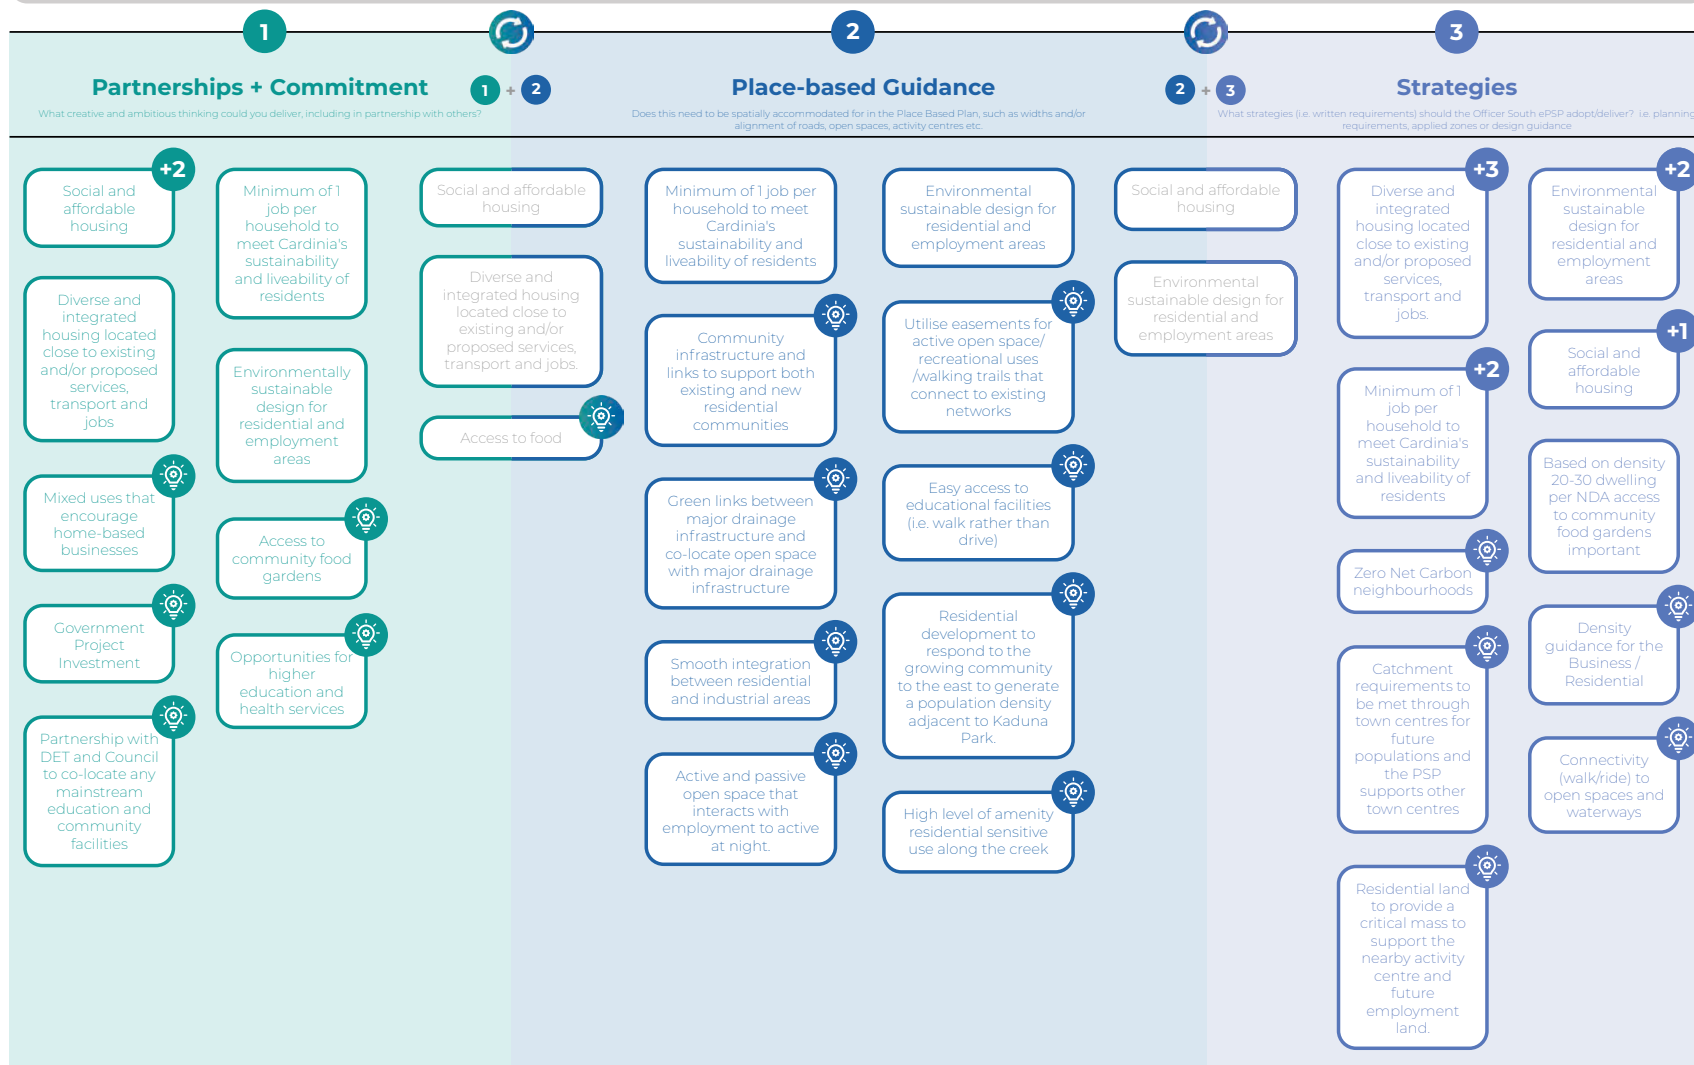 1
2
3
Partnerships + Commitment
What creative and ambitious thinking could you deliver, including in partnership with others?
1 + 2
Place-based Guidance
Does this need to be spatially accommodated for in the Place Based Plan, such as widths and/or
alignment of roads, open spaces, activity centres etc.
2 + 3
Strategies
What strategies (i.e. written requirements) should the Officer South ePSP adopt/deliver? i.e. planning
requirements, applied zones or design guidance
+2
Social and
affordable
housing
Diverse and
integrated
housing located
close to existing
and/or proposed
services,
transport and
jobs
Mixed uses that
encourage
home-based
businesses
Government
Project
Investment
Partnership with
DET and Council
to co-locate any
mainstream
education and
community
facilities
Minimum of 1
job per
household to
meet Cardinia's
sustainability
and liveability of
residents
Environmentally
sustainable
design for
residential and
employment
areas
Access to
community food
gardens
Opportunities for
higher
education and
health services
Social and affordable
housing
Diverse and
integrated housing
located close to
existing and/or
proposed services,
transport and jobs.
Access to food
Minimum of 1 job per
household to meet
Cardinia's
sustainability and
liveability of residents
Community
infrastructure and
links to support both
existing and new
residential
communities
Green links between
major drainage
infrastructure and
co-locate open space
with major drainage
infrastructure
Smooth integration
between residential
and industrial areas
Active and passive
open space that
interacts with
employment to active
at night.
Environmental
sustainable design for
residential and
employment areas
Utilise easements for
active open space/
recreational uses
/walking trails that
connect to existing
networks
Easy access to
educational facilities
(i.e. walk rather than
drive)
Residential
development to
respond to the
growing community
to the east to generate
a population density
adjacent to Kaduna
Park.
High level of amenity
residential sensitive
use along the creek
Social and affordable
housing
Environmental
sustainable design for
residential and
employment areas
+3
Diverse and
integrated
housing located
close to existing
and/or proposed
services,
transport and
jobs.
+2
Minimum of 1
job per
household to
meet Cardinia's
sustainability
and liveability of
residents
Zero Net Carbon
neighbourhoods
Catchment
requirements to
be met through
town centres for
future
populations and
the PSP
supports other
town centres
Residential land
to provide a
critical mass to
support the
nearby activity
centre and
future
employment
land.
+2
Environmental
sustainable
design for
residential and
employment
areas
+1
Social and
affordable
housing
Based on density
20-30 dwelling
per NDA access
to community
food gardens
important
Density
guidance for the
Business /
Residential
Connectivity
(walk/ride) to
open spaces and
waterways